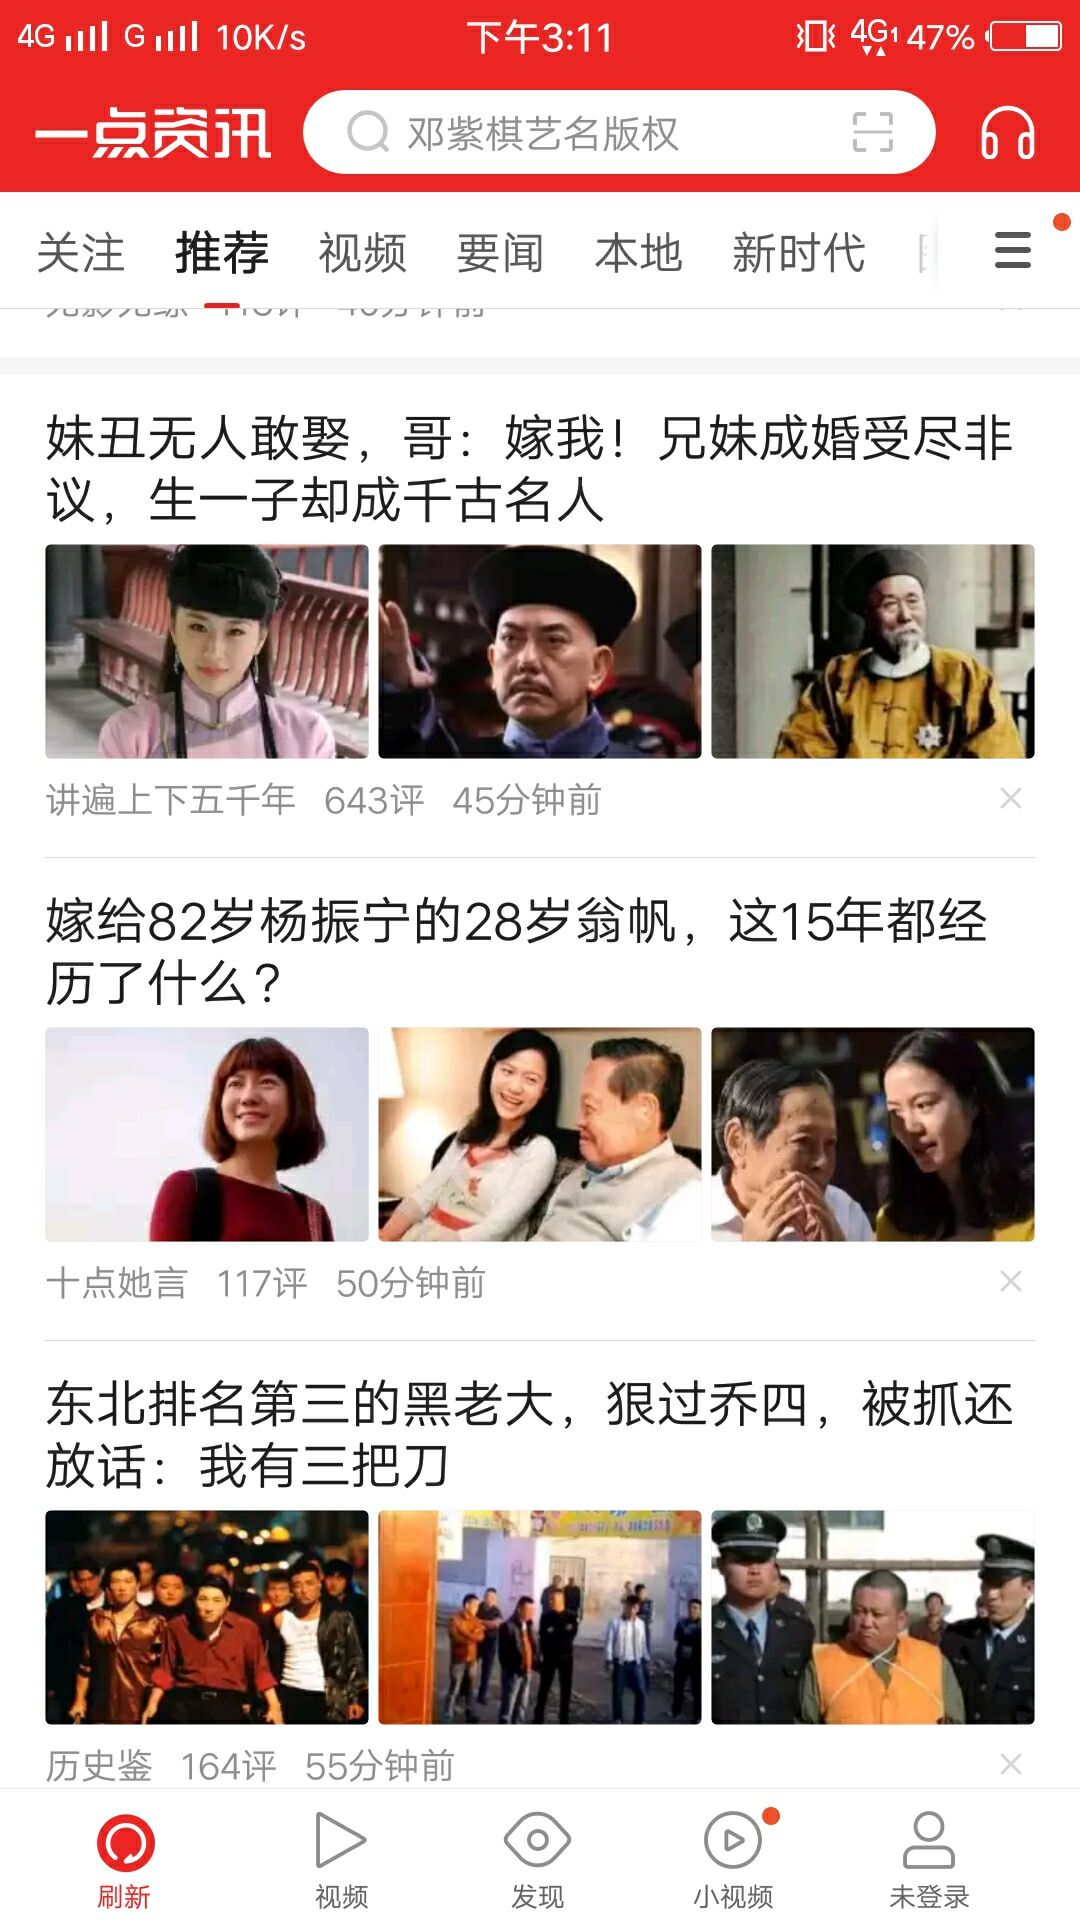 4G G 10K/s 下午3:11 4G1 47%
一点资讯 邓紫棋艺名版权
关注 推荐 视频 要闻 本地 新时代
妹丑无人敢娶，哥：嫁我！兄妹成婚受尽非
议，生一子却成千古名人
讲遍上下五千年 643评 45分钟前
嫁给82岁杨振宁的28岁翁帆，这15年都经
历了什么？
十点她言 117评 50分钟前
东北排名第三的黑老大，狠过乔四，被抓还
放话：我有三把刀
历史鉴 164评 55分钟前
刷新 视频 发现 小视频 未登录